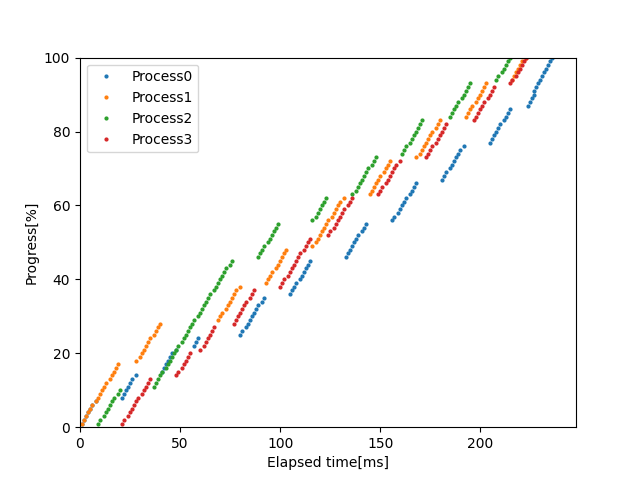 Process0
Process1
Process2
Process3
100
80
60
40
20
0
Progress[%]
0 50 100 150 200
Elapsed time[ms]